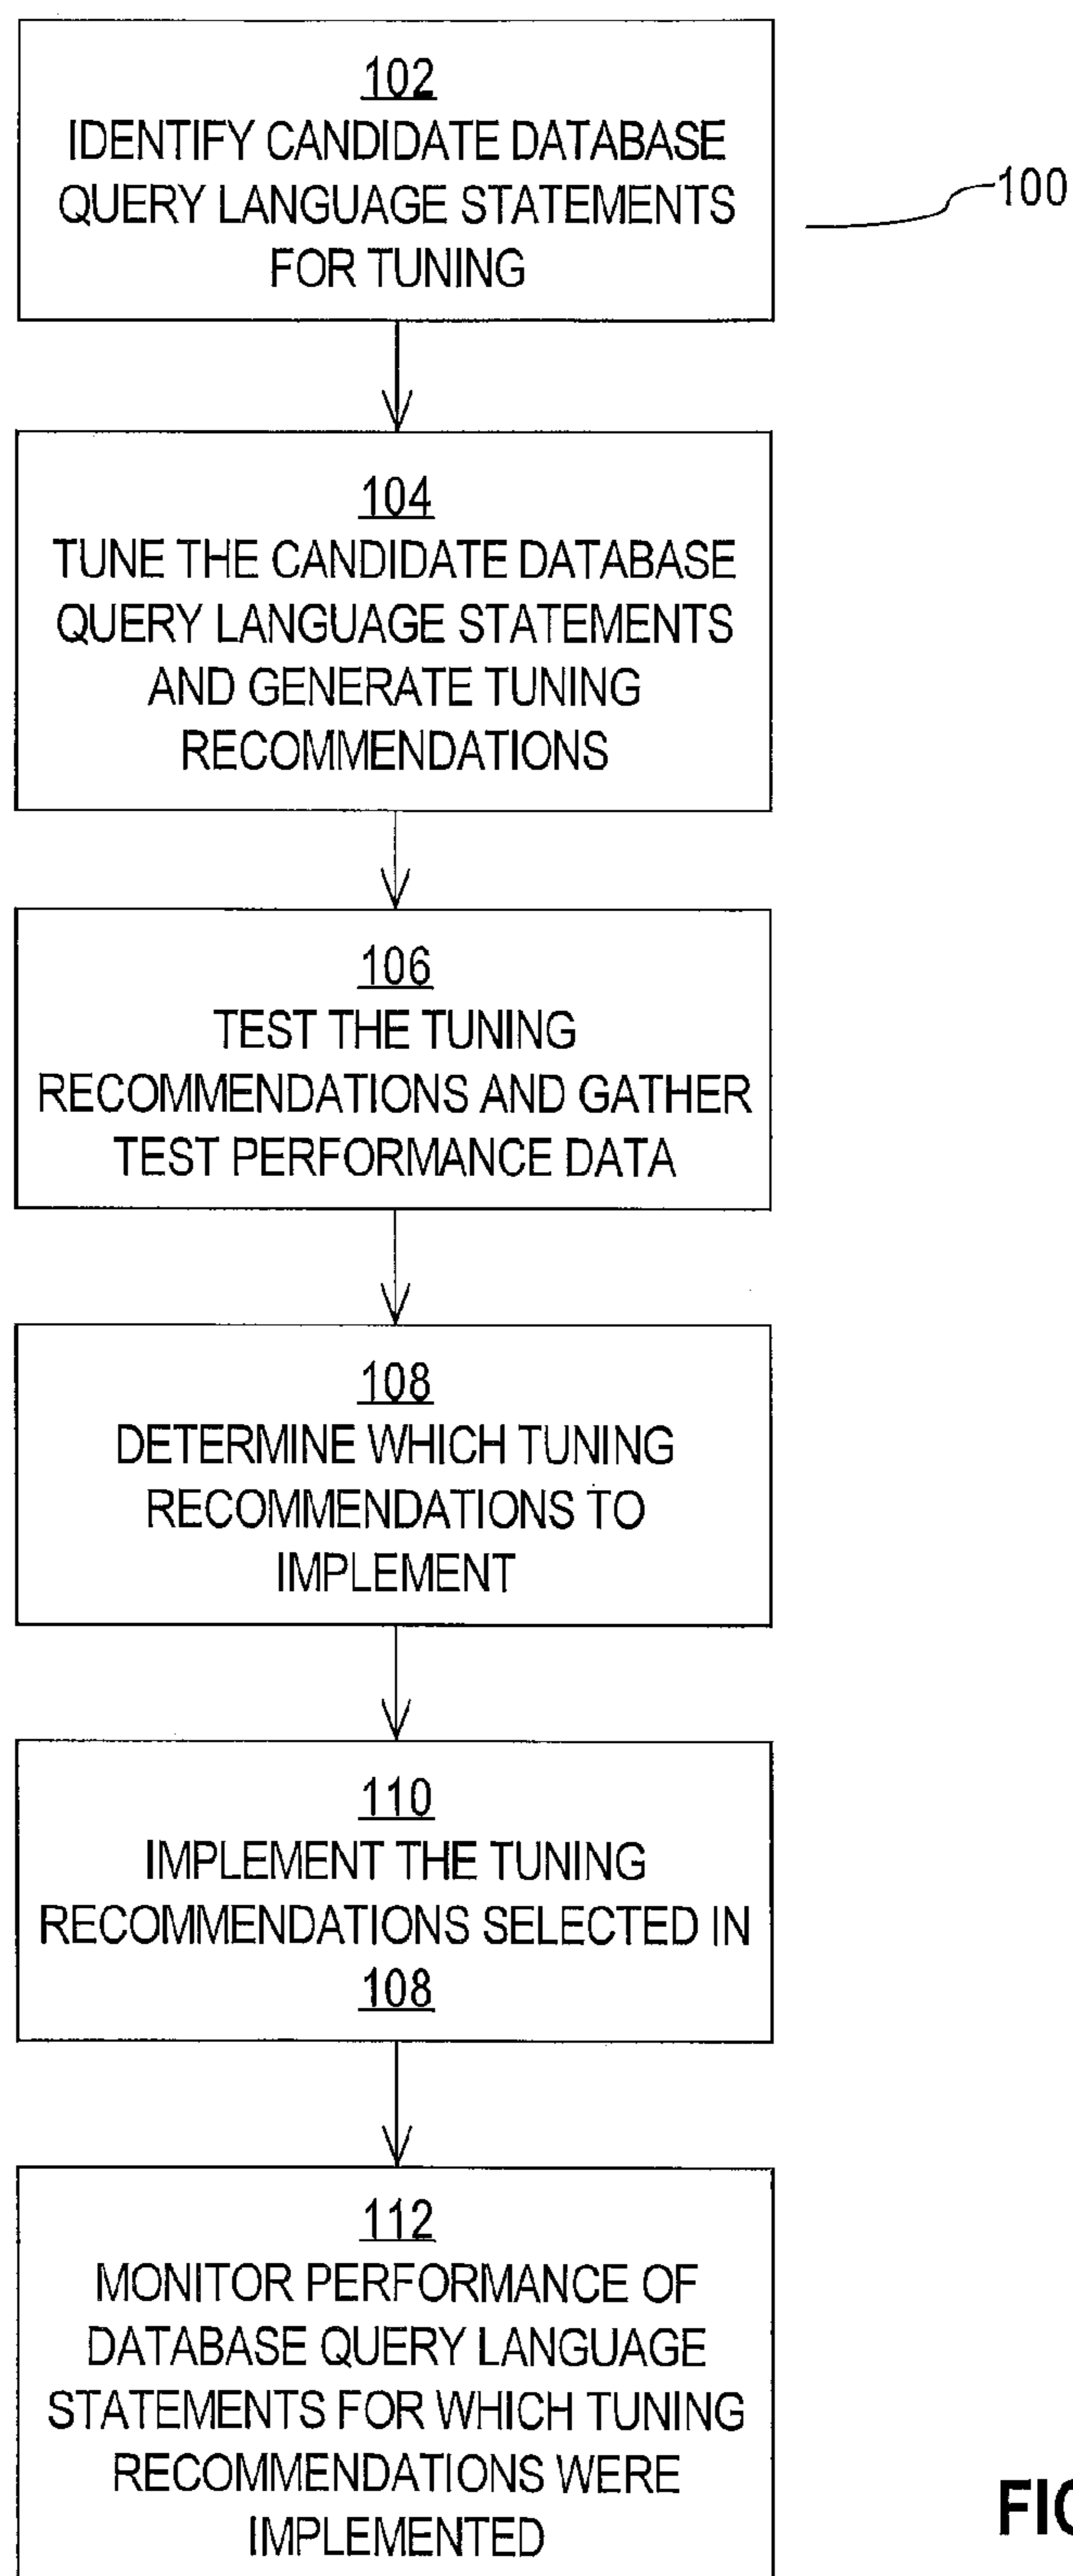 102
IDENTIFY CANDIDATE DATABASE
QUERY LANGUAGE STATEMENTS
FOR TUNING
100
104
TUNE THE CANDIDATE DATABASE
QUERY LANGUAGE STATEMENTS
AND GENERATE TUNING
RECOMMENDATIONS
106
TEST THE TUNING
RECOMMENDATIONS AND GATHER
TEST PERFORMANCE DATA
108
DETERMINE WHICH TUNING
RECOMMENDATIONS TO
IMPLEMENT
110
IMPLEMENT THE TUNING
RECOMMENDATIONS SELECTED IN
108
112
MONITOR PERFORMANCE OF
DATABASE QUERY LANGUAGE
STATEMENTS FOR WHICH TUNING
RECOMMENDATIONS WERE
IMPLEMENTED